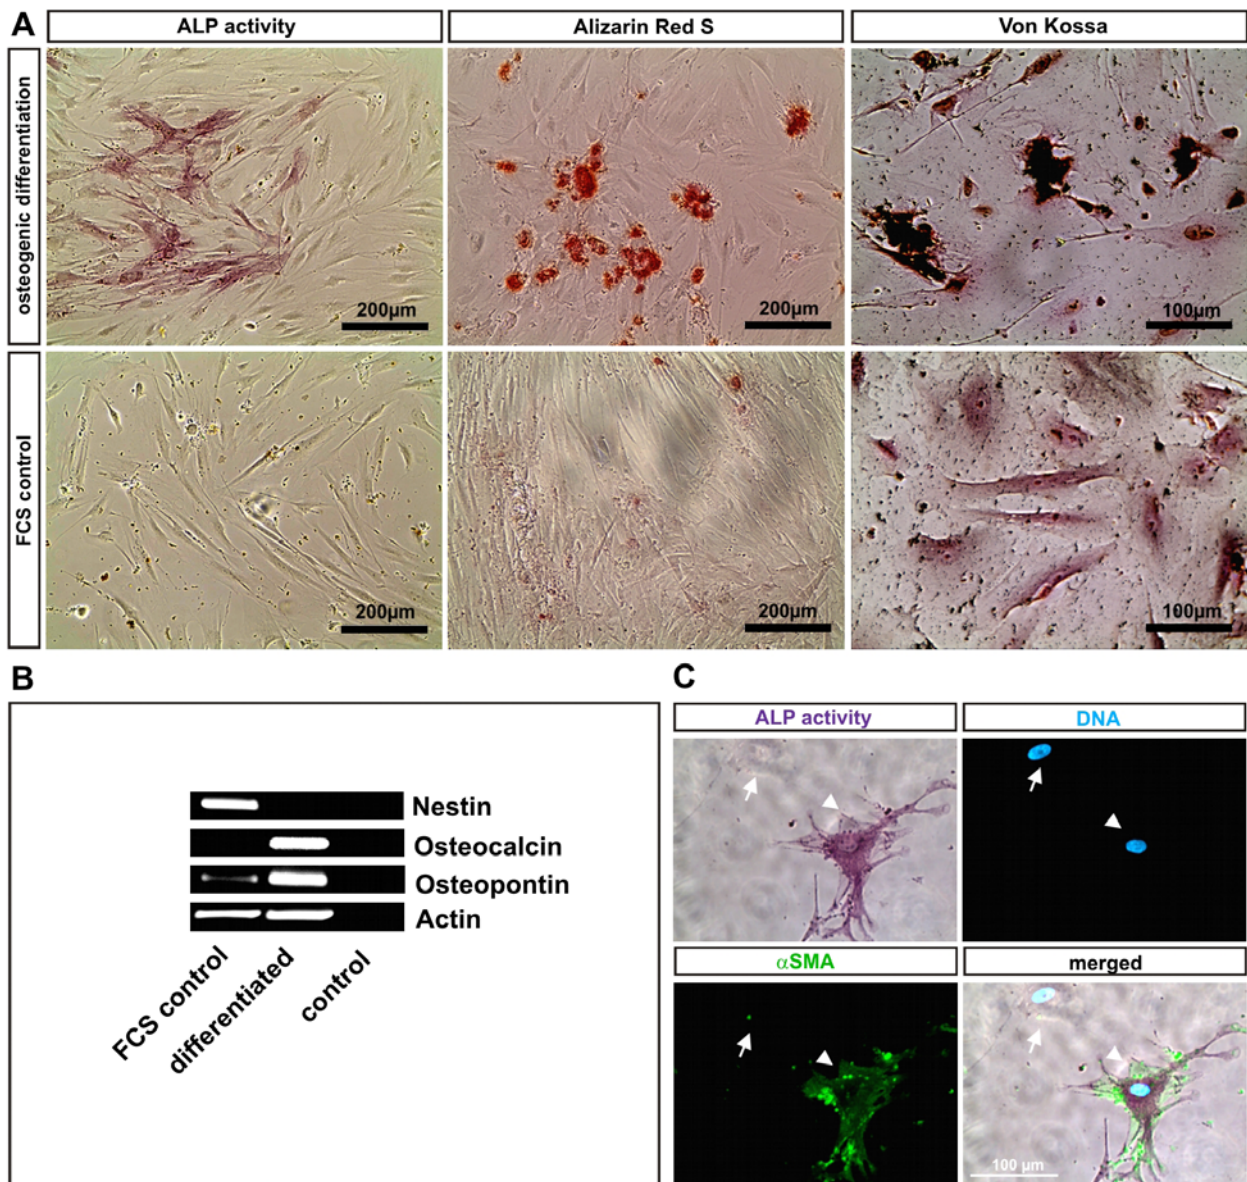 A
ALP activity
Alizarin Red S
Von Kossa
osteogenic differentiation
200µm
200µm
100µm
FCS control
200µm
200µm
100µm
B
Nestin
Osteocalcin
Osteopontin
Actin
FCS control
differentiated
control
C
ALP activity
DNA
αSMA
merged
100 µm